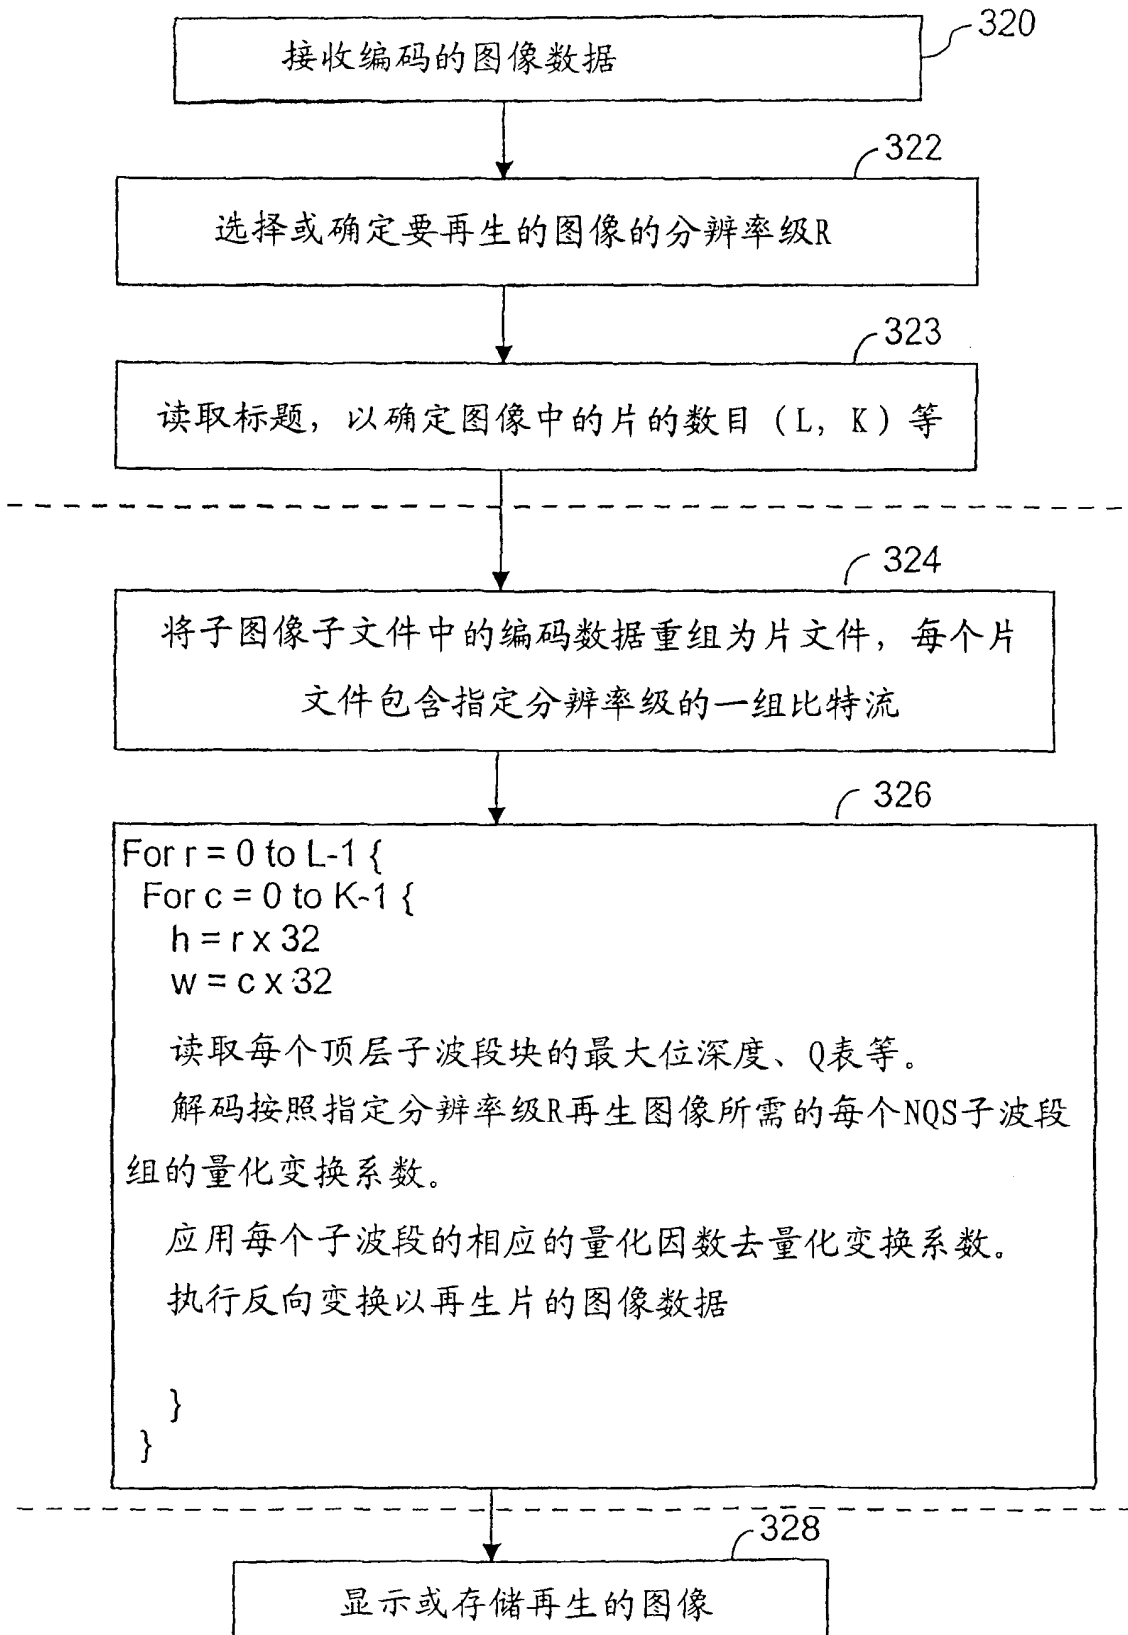 接收编码的图像数据
320
322
选择或确定要再生的图像的分辨率级R
323
读取标题，以确定图像中的片的数目（L, K）等
324
将子图像子文件中的编码数据重组为片文件，每个片
文件包含指定分辨率级的一组比特流
326
For r = 0 to L-1 {
For c = 0 to K-1 {
h = r x 32
w = c x 32
读取每个顶层子波段块的最大位深度、Q表等。
解码按照指定分辨率级R再生图像所需的每个NQS子波段
组的量化变换系数。
应用每个子波段的相应的量化因数去量化变换系数。
执行反向变换以再生片的图像数据
}
}
328
显示或存储再生的图像